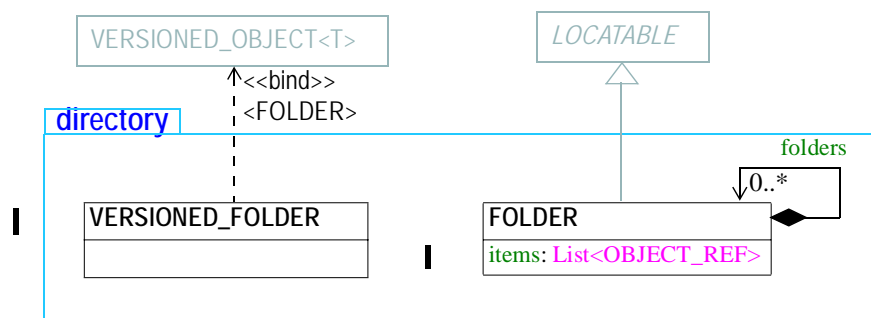 VERSIONED_OBJECT<T>
LOCATABLE
<<bind>>
<FOLDER>
directory
folders
0..*
VERSIONED_FOLDER
FOLDER
items: List<OBJECT_REF>